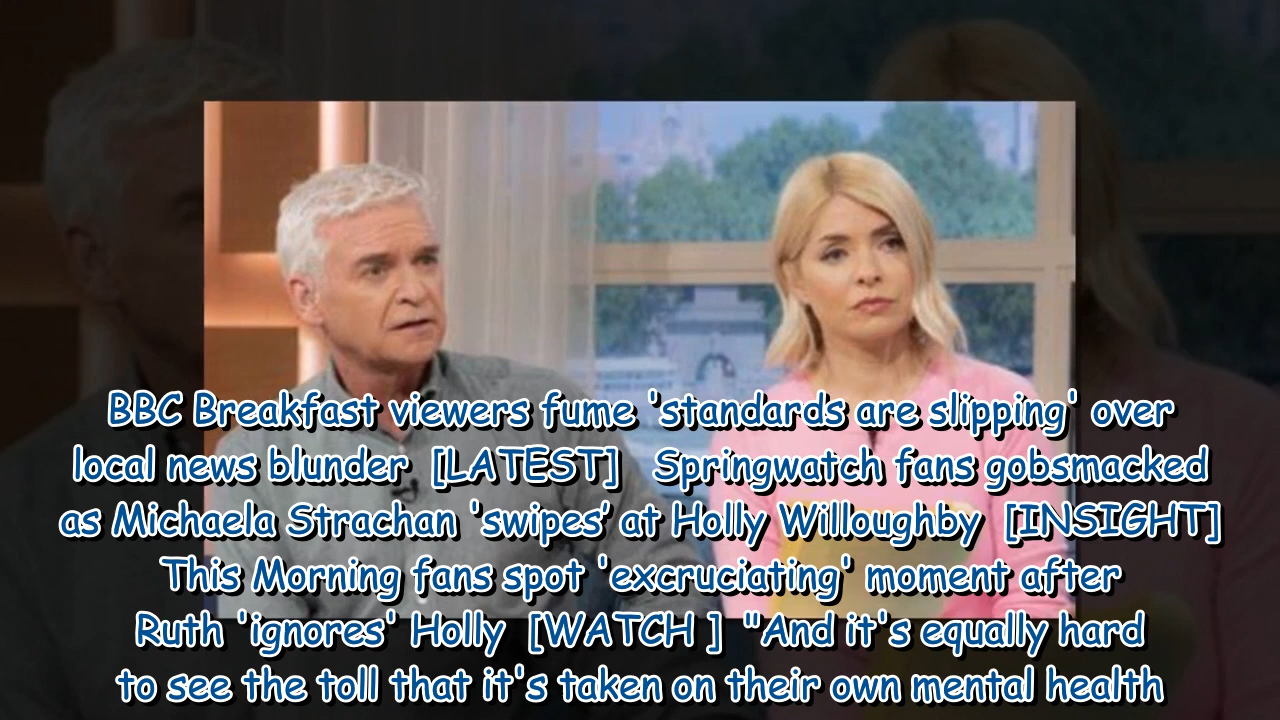 BBC Breakfast viewers fume 'standards are slipping' over
local news blunder [LATEST] Springwatch fans gobsmacked
as Michaela Strachan 'swipes' at Holly Willoughby [INSIGHT]
This Morning fans spot 'excruciating' moment after
Ruth 'ignores' Holly [WATCH ] "And it's equally hard
to see the toll that it's taken on their own mental health